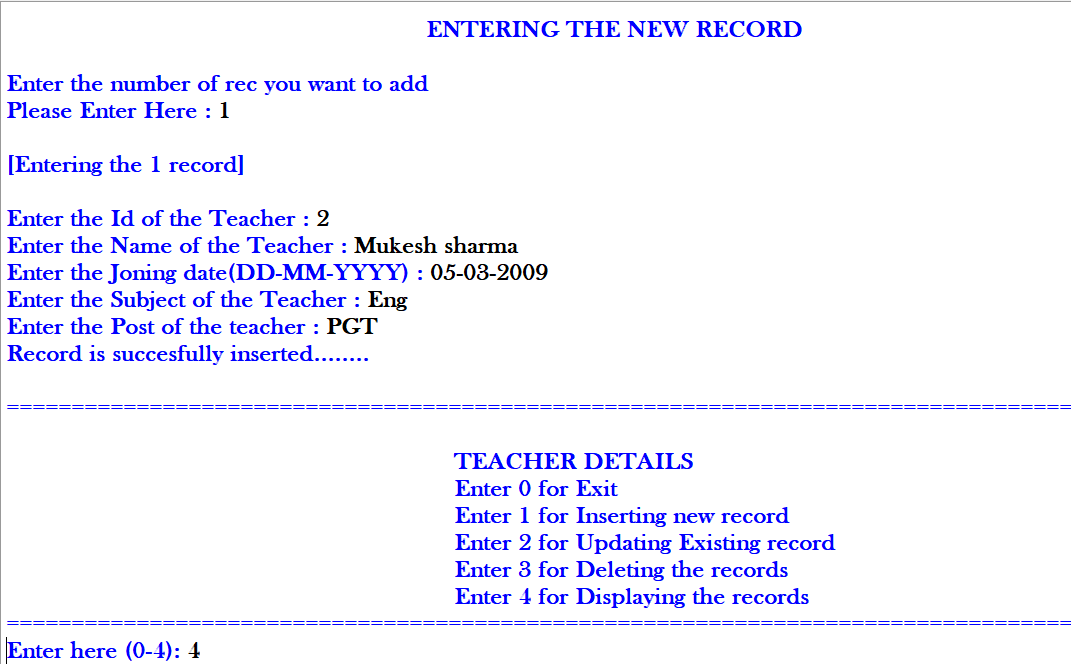 ENTERING THE NEW RECORD
Enter the number of rec you want to add
Please Enter Here : 1
[Entering the 1 record]
Enter the Id of the Teacher : 2
Enter the Name of the Teacher : Mukesh sharma
Enter the Joning date(DD-MM-YYYY) : 05-03-2009
Enter the Subject of the Teacher : Eng
Enter the Post of the teacher : PGT
Record is succesfully inserted........
==================================================================================
TEACHER DETAILS
Enter 0 for Exit
Enter 1 for Inserting new record
Enter 2 for Updating Existing record
Enter 3 for Deleting the records
Enter 4 for Displaying the records
==================================================================================
Enter here (0-4): 4